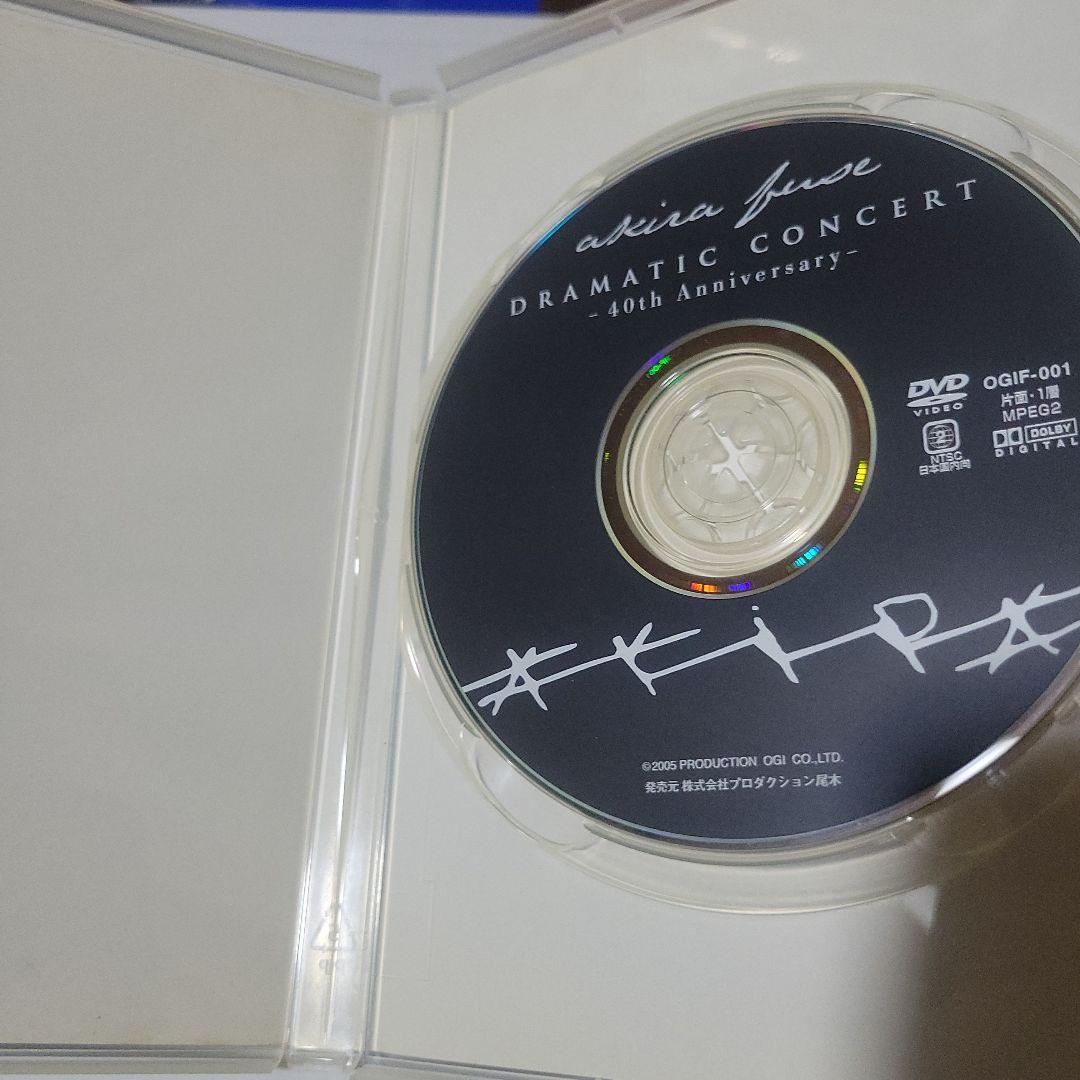 akira fuse
DRAMATIC CONCERT
- 40th Anniversary -
DVD
VIDEO
OGIF-001
片面・1層
MPEG2
2
NTSC
日本国内向
DOLBY
DIGITAL
AKiRA
©2005 PRODUCTION OGI CO.,LTD.
発売元 株式会社プロダクション尾木